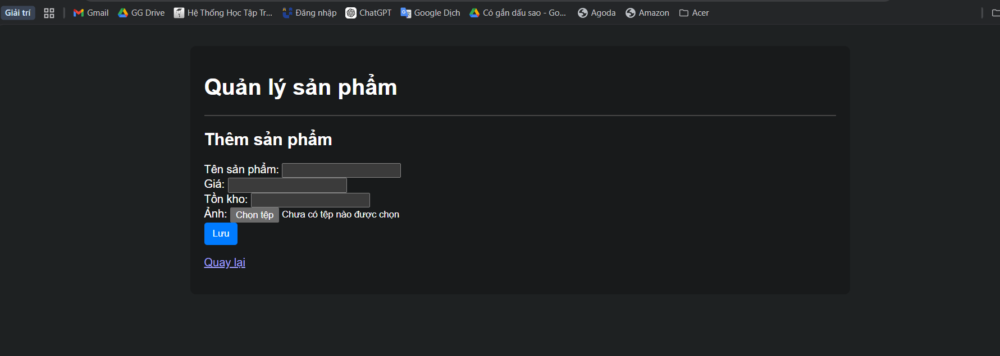 Giải trí Gmail GG Drive Hệ Thống Học Tập Tr... Đăng nhập ChatGPT Google Dịch Có gắn dấu sao - Go... Agoda Amazon Acer
Quản lý sản phẩm
Thêm sản phẩm
Tên sản phẩm:
Giá:
Tồn kho:
Ảnh: Chọn tệp Chưa có tệp nào được chọn
Lưu
Quay lại